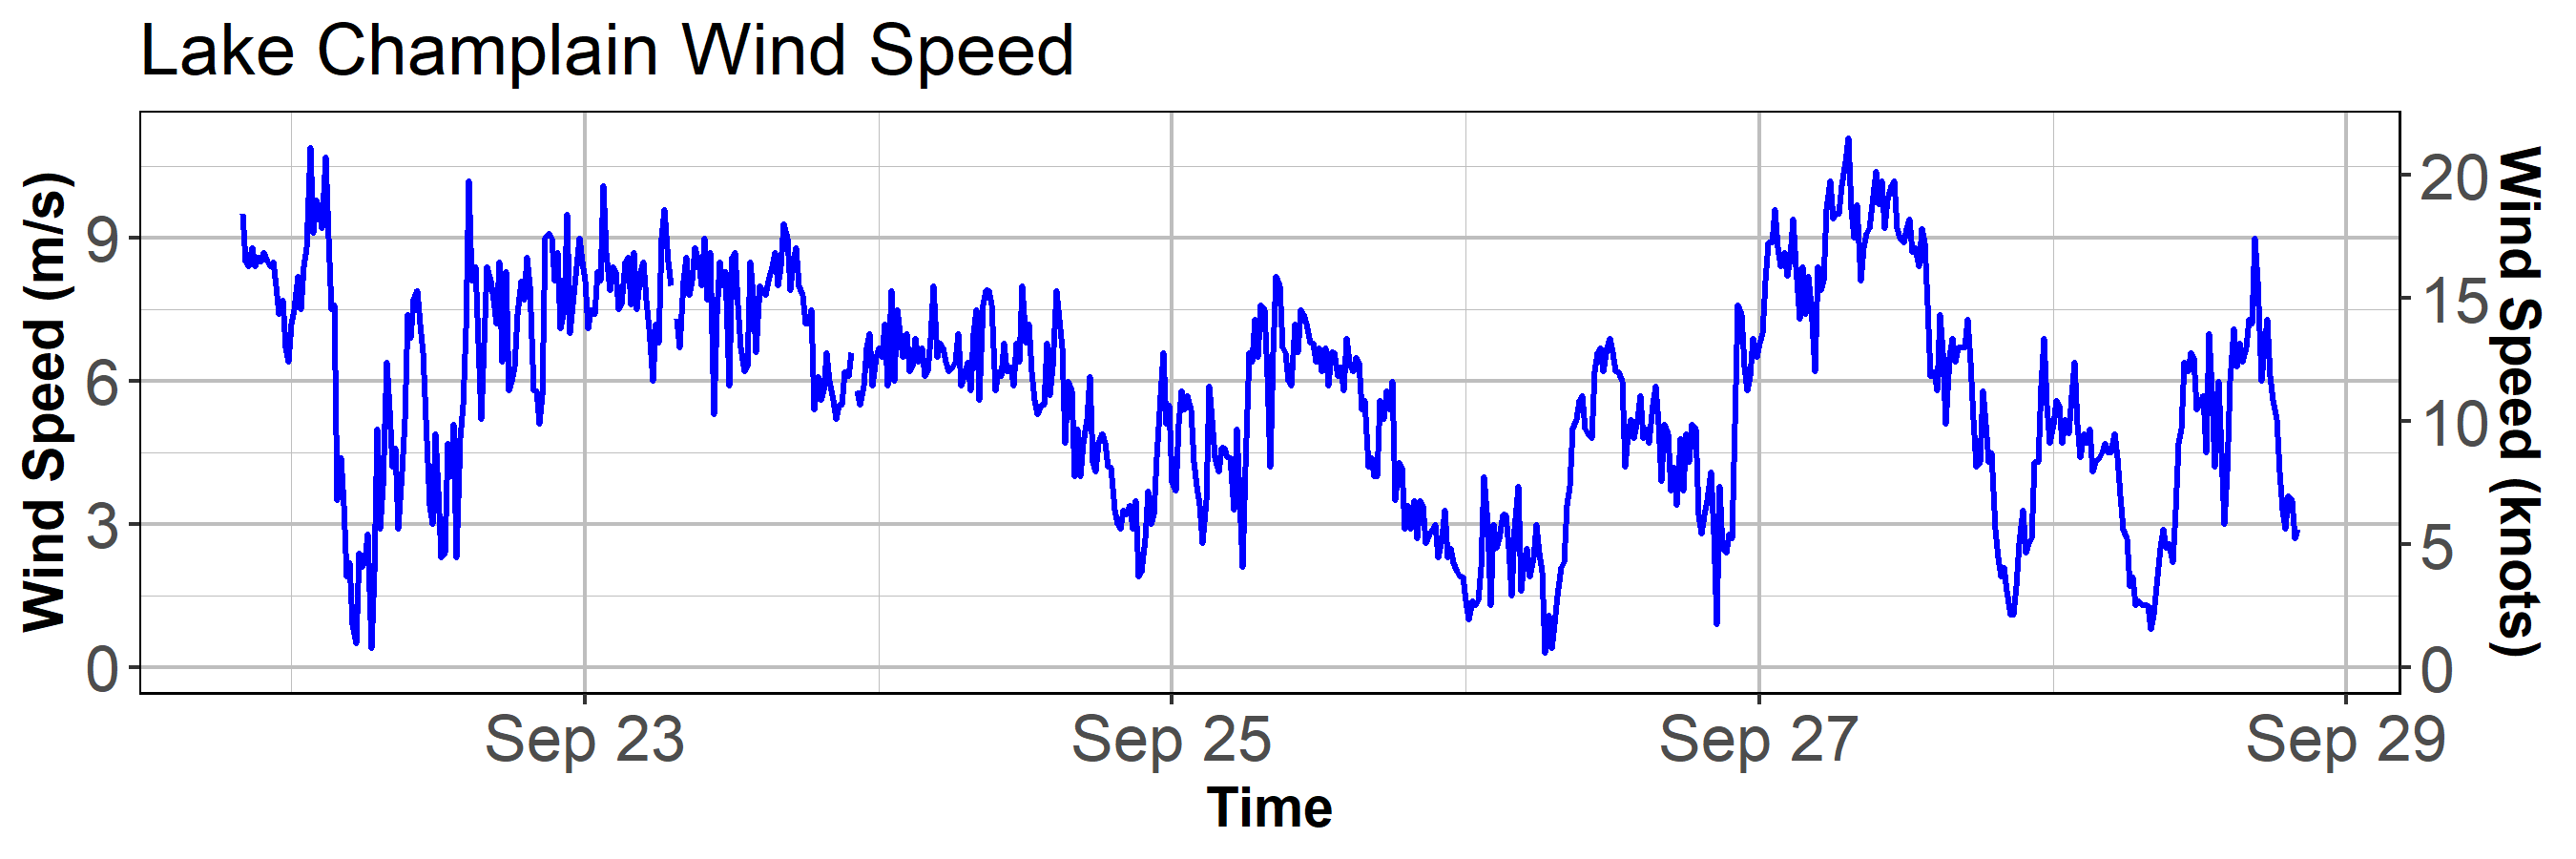 Lake Champlain Wind Speed
Wind Speed (m/s)
9
6
3
0
20
15
10
5
0
Wind Speed (knots)
Sep 23
Sep 25
Sep 27
Sep 29
Time